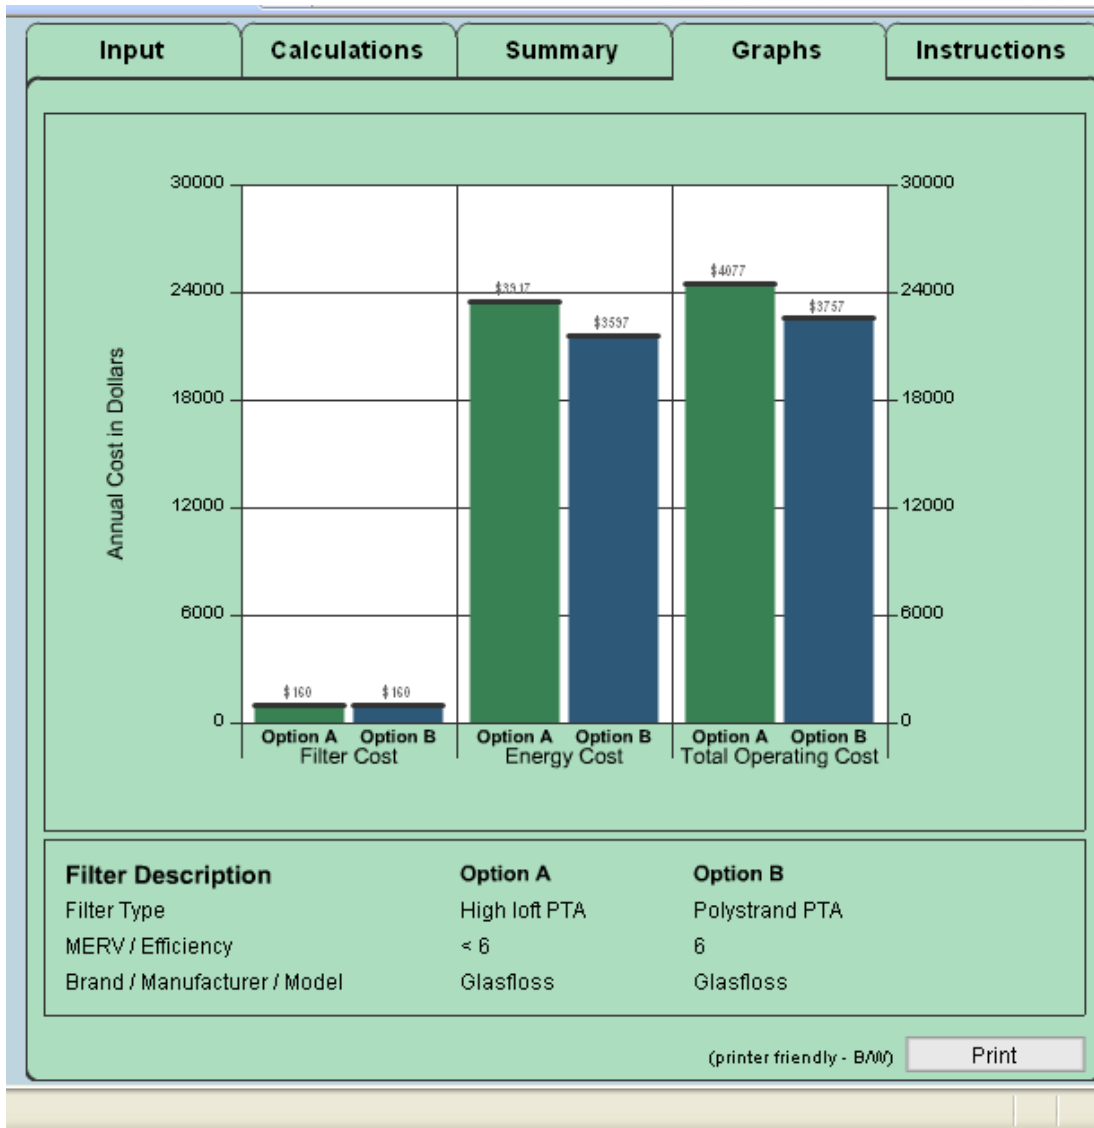 Input Calculations Summary Graphs Instructions
30000 30000
$4077
24000 $3917 24000
$3757
$3597
Annual Cost in Dollars
18000 18000
12000 12000
6000 6000
$160 $160
0 0
Option A Option B Option A Option B Option A Option B
Filter Cost Energy Cost Total Operating Cost
Filter Description Option A Option B
Filter Type High loft PTA Polystrand PTA
MERV / Efficiency < 6 6
Brand / Manufacturer / Model Glasfloss Glasfloss
(printer friendly - B/W) Print